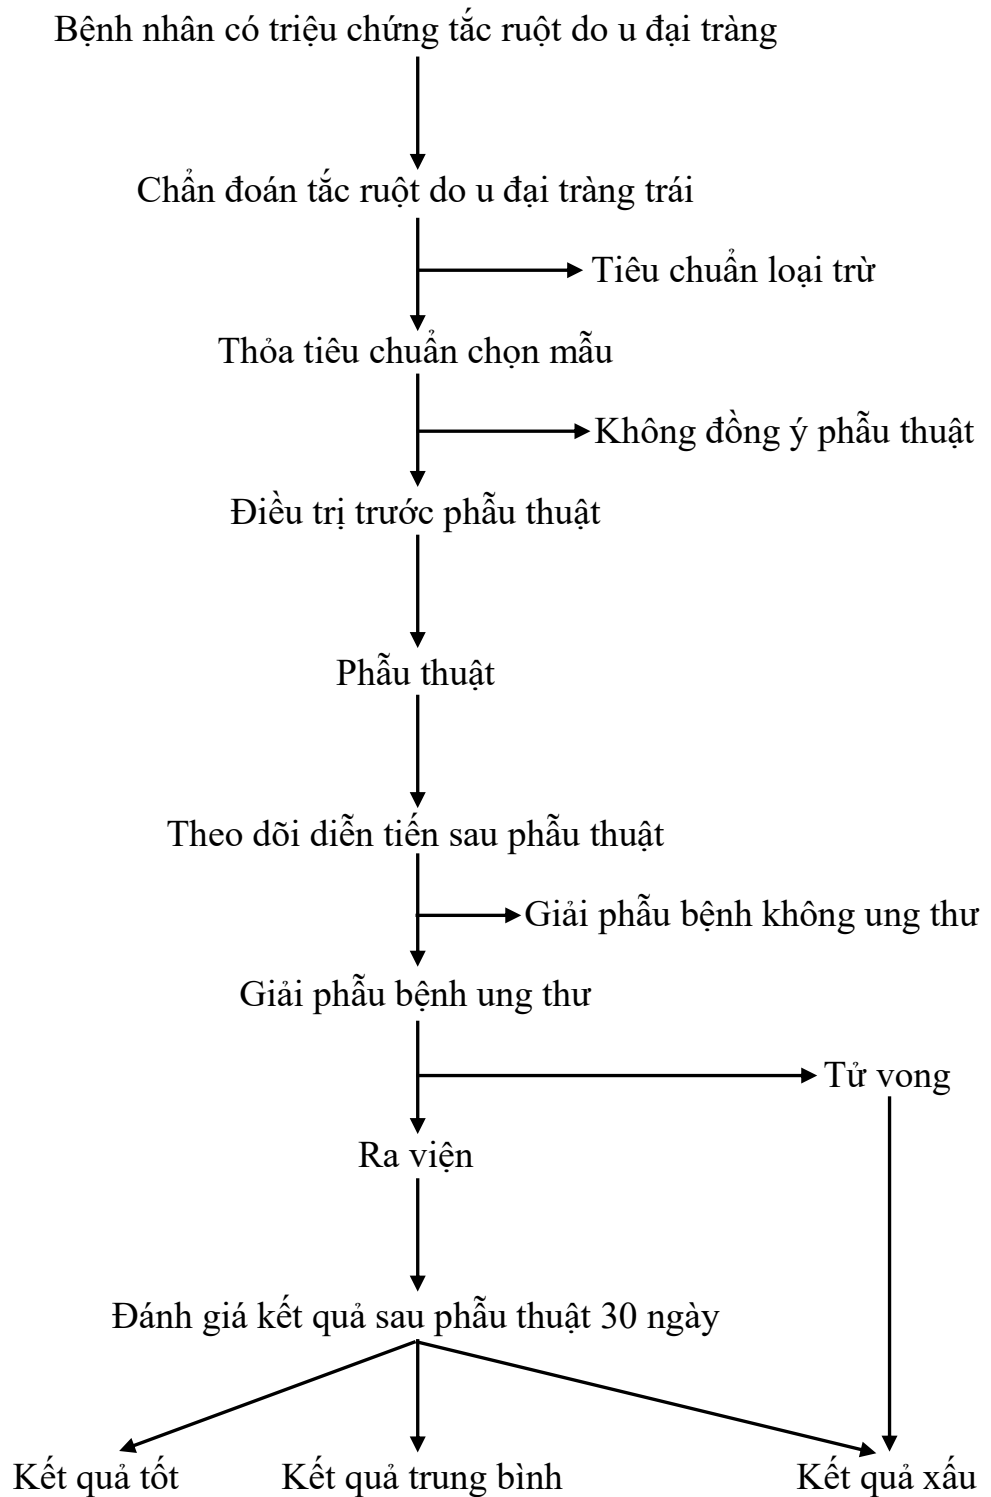 Bệnh nhân có triệu chứng tắc ruột do u đại tràng
Chẩn đoán tắc ruột do u đại tràng trái
Tiêu chuẩn loại trừ
Thỏa tiêu chuẩn chọn mẫu
Không đồng ý phẫu thuật
Điều trị trước phẫu thuật
Phẫu thuật
Theo dõi diễn tiến sau phẫu thuật
Giải phẫu bệnh không ung thư
Giải phẫu bệnh ung thư
Tử vong
Ra viện
Đánh giá kết quả sau phẫu thuật 30 ngày
Kết quả tốt
Kết quả trung bình
Kết quả xấu